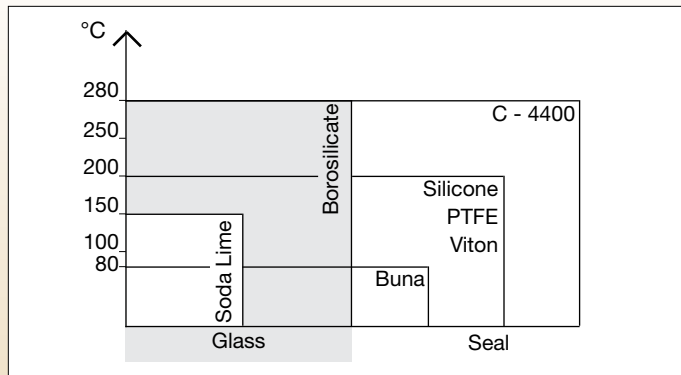 °C
280
250
200
150
100
80
Soda Lime
Borosilicate
C - 4400
Silicone
PTFE
Viton
Buna
Glass
Seal